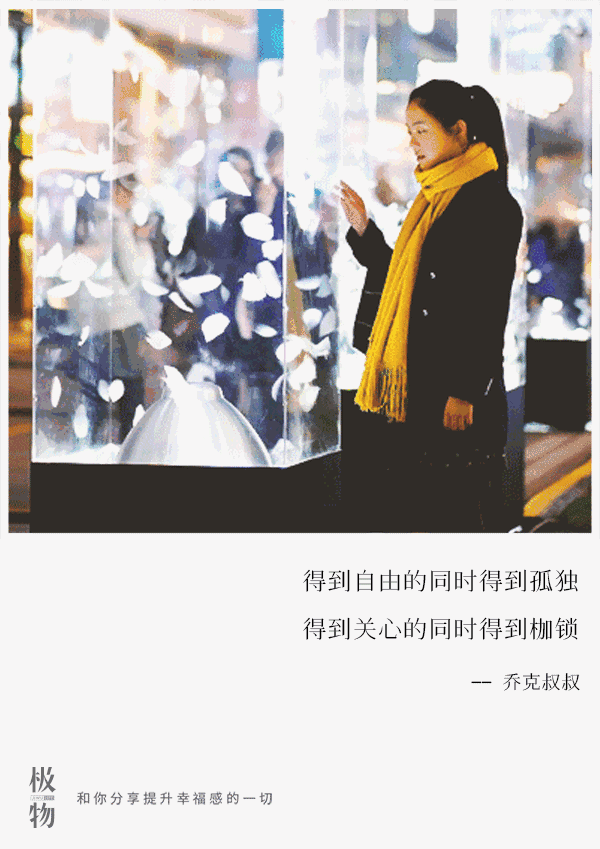 得到自由的同时得到孤独
得到关心的同时得到枷锁
—— 乔克叔叔
极物
和你分享提升幸福感的一切